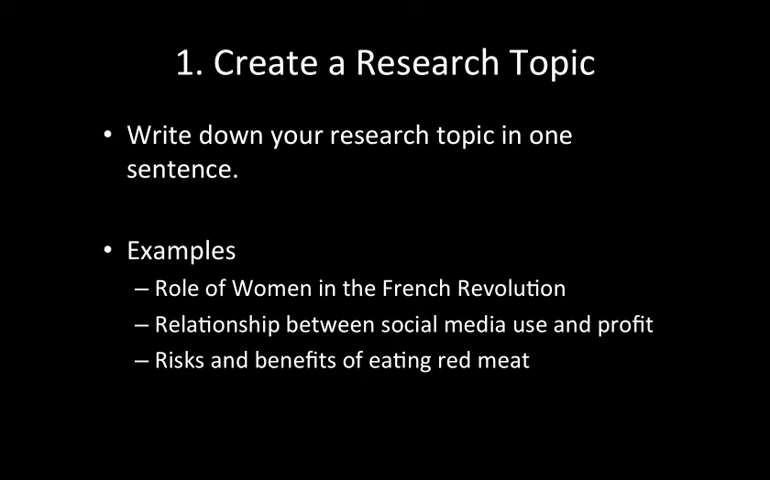 1. Create a Research Topic
• Write down your research topic in one
sentence.
• Examples
– Role of Women in the French Revolution
– Relationship between social media use and profit
– Risks and benefits of eating red meat